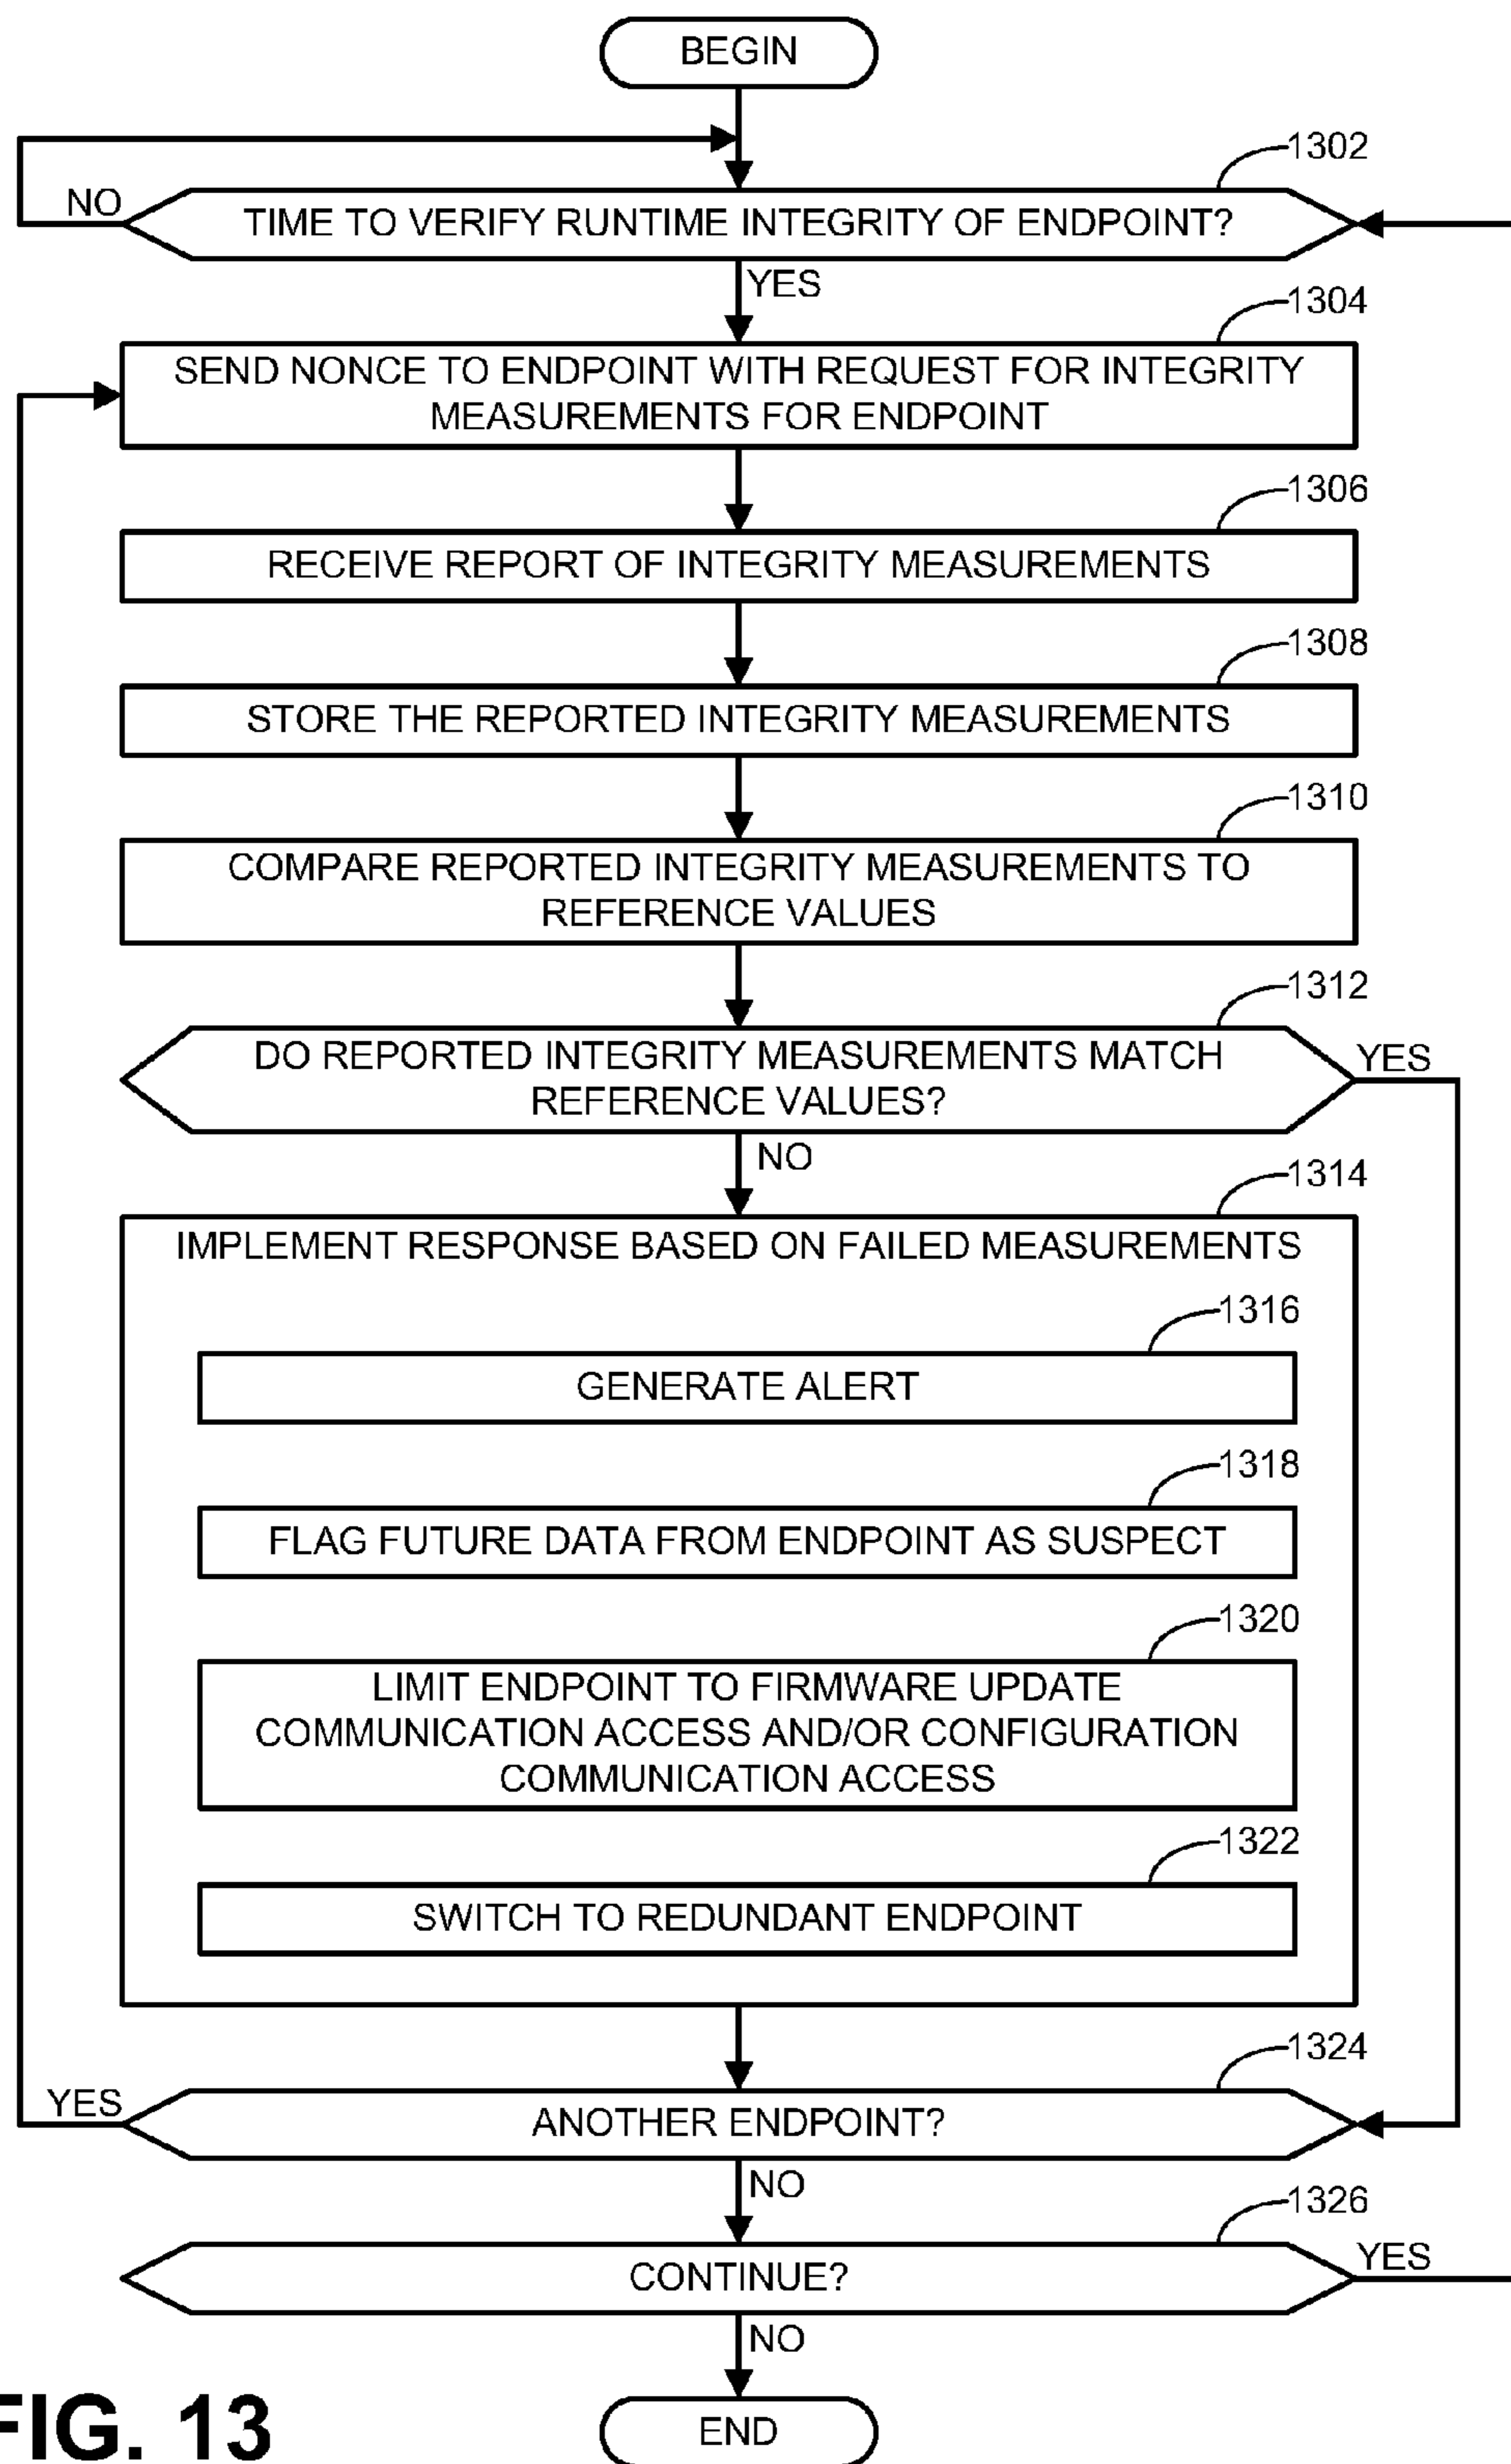 BEGIN
1302
NO
TIME TO VERIFY RUNTIME INTEGRITY OF ENDPOINT?
YES
1304
SEND NONCE TO ENDPOINT WITH REQUEST FOR INTEGRITY
MEASUREMENTS FOR ENDPOINT
1306
RECEIVE REPORT OF INTEGRITY MEASUREMENTS
1308
STORE THE REPORTED INTEGRITY MEASUREMENTS
1310
COMPARE REPORTED INTEGRITY MEASUREMENTS TO
REFERENCE VALUES
1312
DO REPORTED INTEGRITY MEASUREMENTS MATCH
REFERENCE VALUES?
YES
NO
1314
IMPLEMENT RESPONSE BASED ON FAILED MEASUREMENTS
1316
GENERATE ALERT
1318
FLAG FUTURE DATA FROM ENDPOINT AS SUSPECT
1320
LIMIT ENDPOINT TO FIRMWARE UPDATE
COMMUNICATION ACCESS AND/OR CONFIGURATION
COMMUNICATION ACCESS
1322
SWITCH TO REDUNDANT ENDPOINT
1324
YES
ANOTHER ENDPOINT?
NO
1326
CONTINUE?
YES
NO
END
FIG. 13